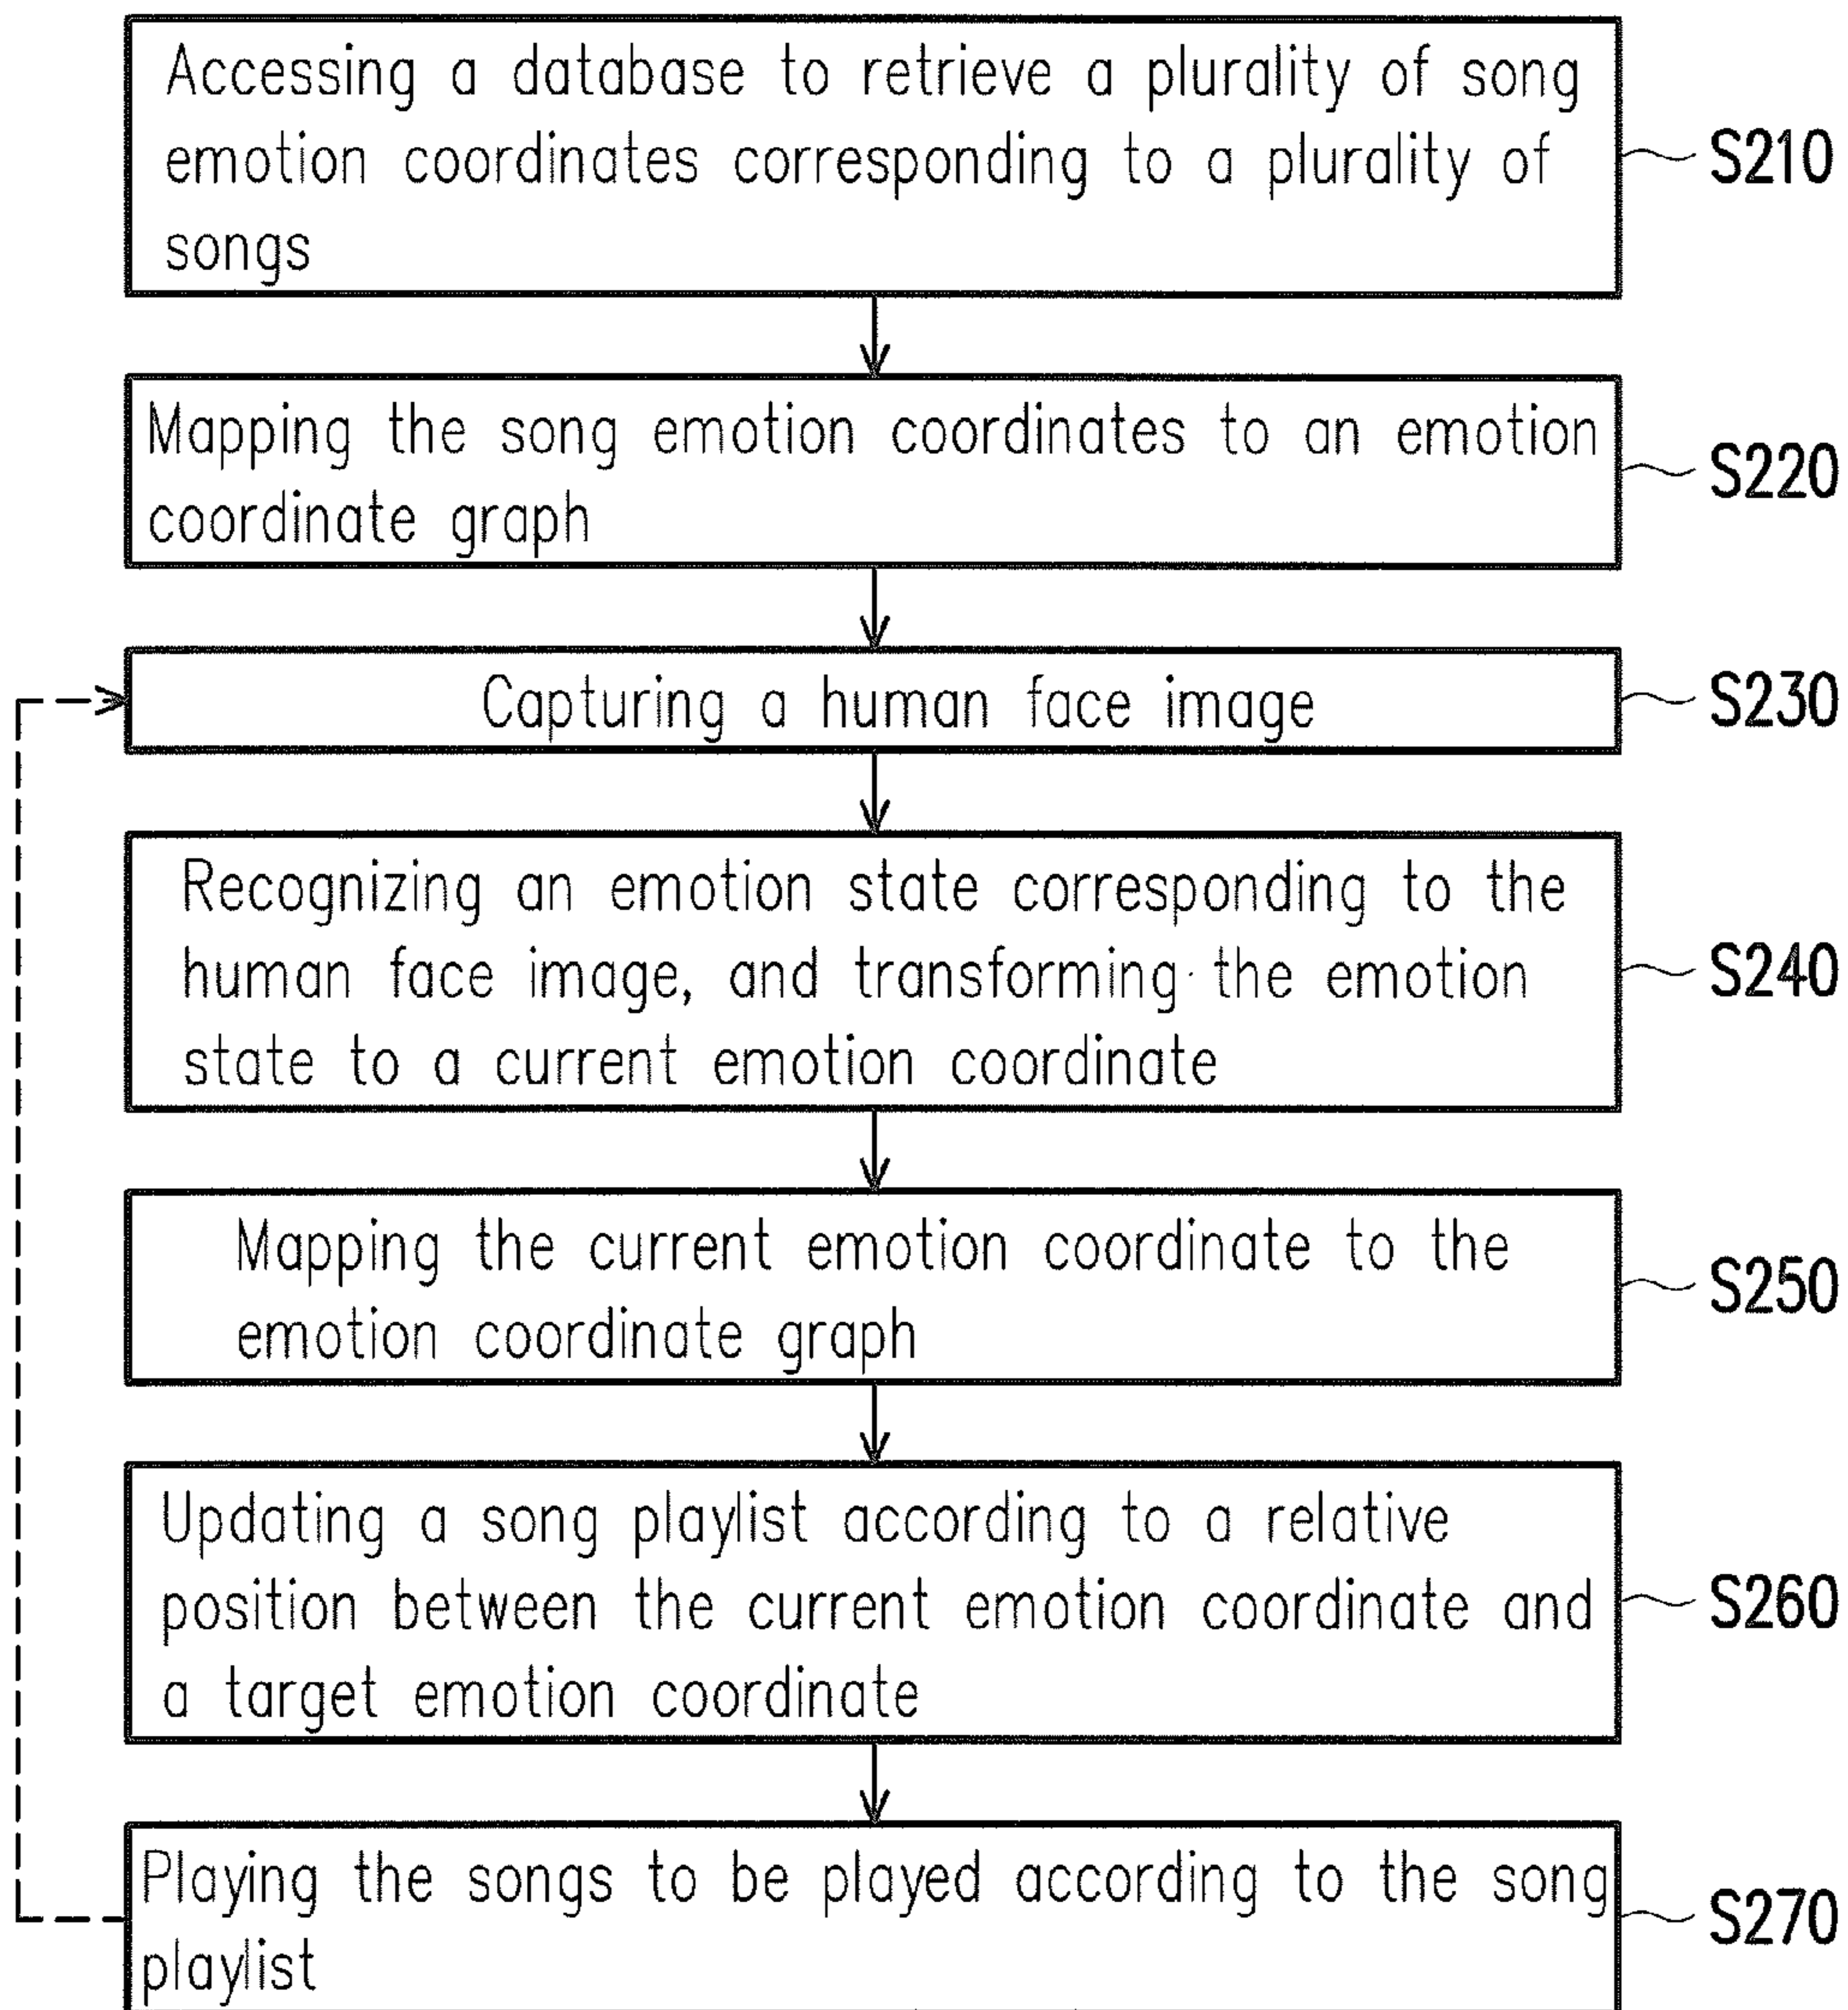 Accessing a database to retrieve a plurality of song
emotion coordinates corresponding to a plurality of
songs
S210
Mapping the song emotion coordinates to an emotion
coordinate graph
S220
Capturing a human face image
S230
Recognizing an emotion state corresponding to the
human face image, and transforming the emotion
state to a current emotion coordinate
S240
Mapping the current emotion coordinate to the
emotion coordinate graph
S250
Updating a song playlist according to a relative
position between the current emotion coordinate and
a target emotion coordinate
S260
Playing the songs to be played according to the song
playlist
S270